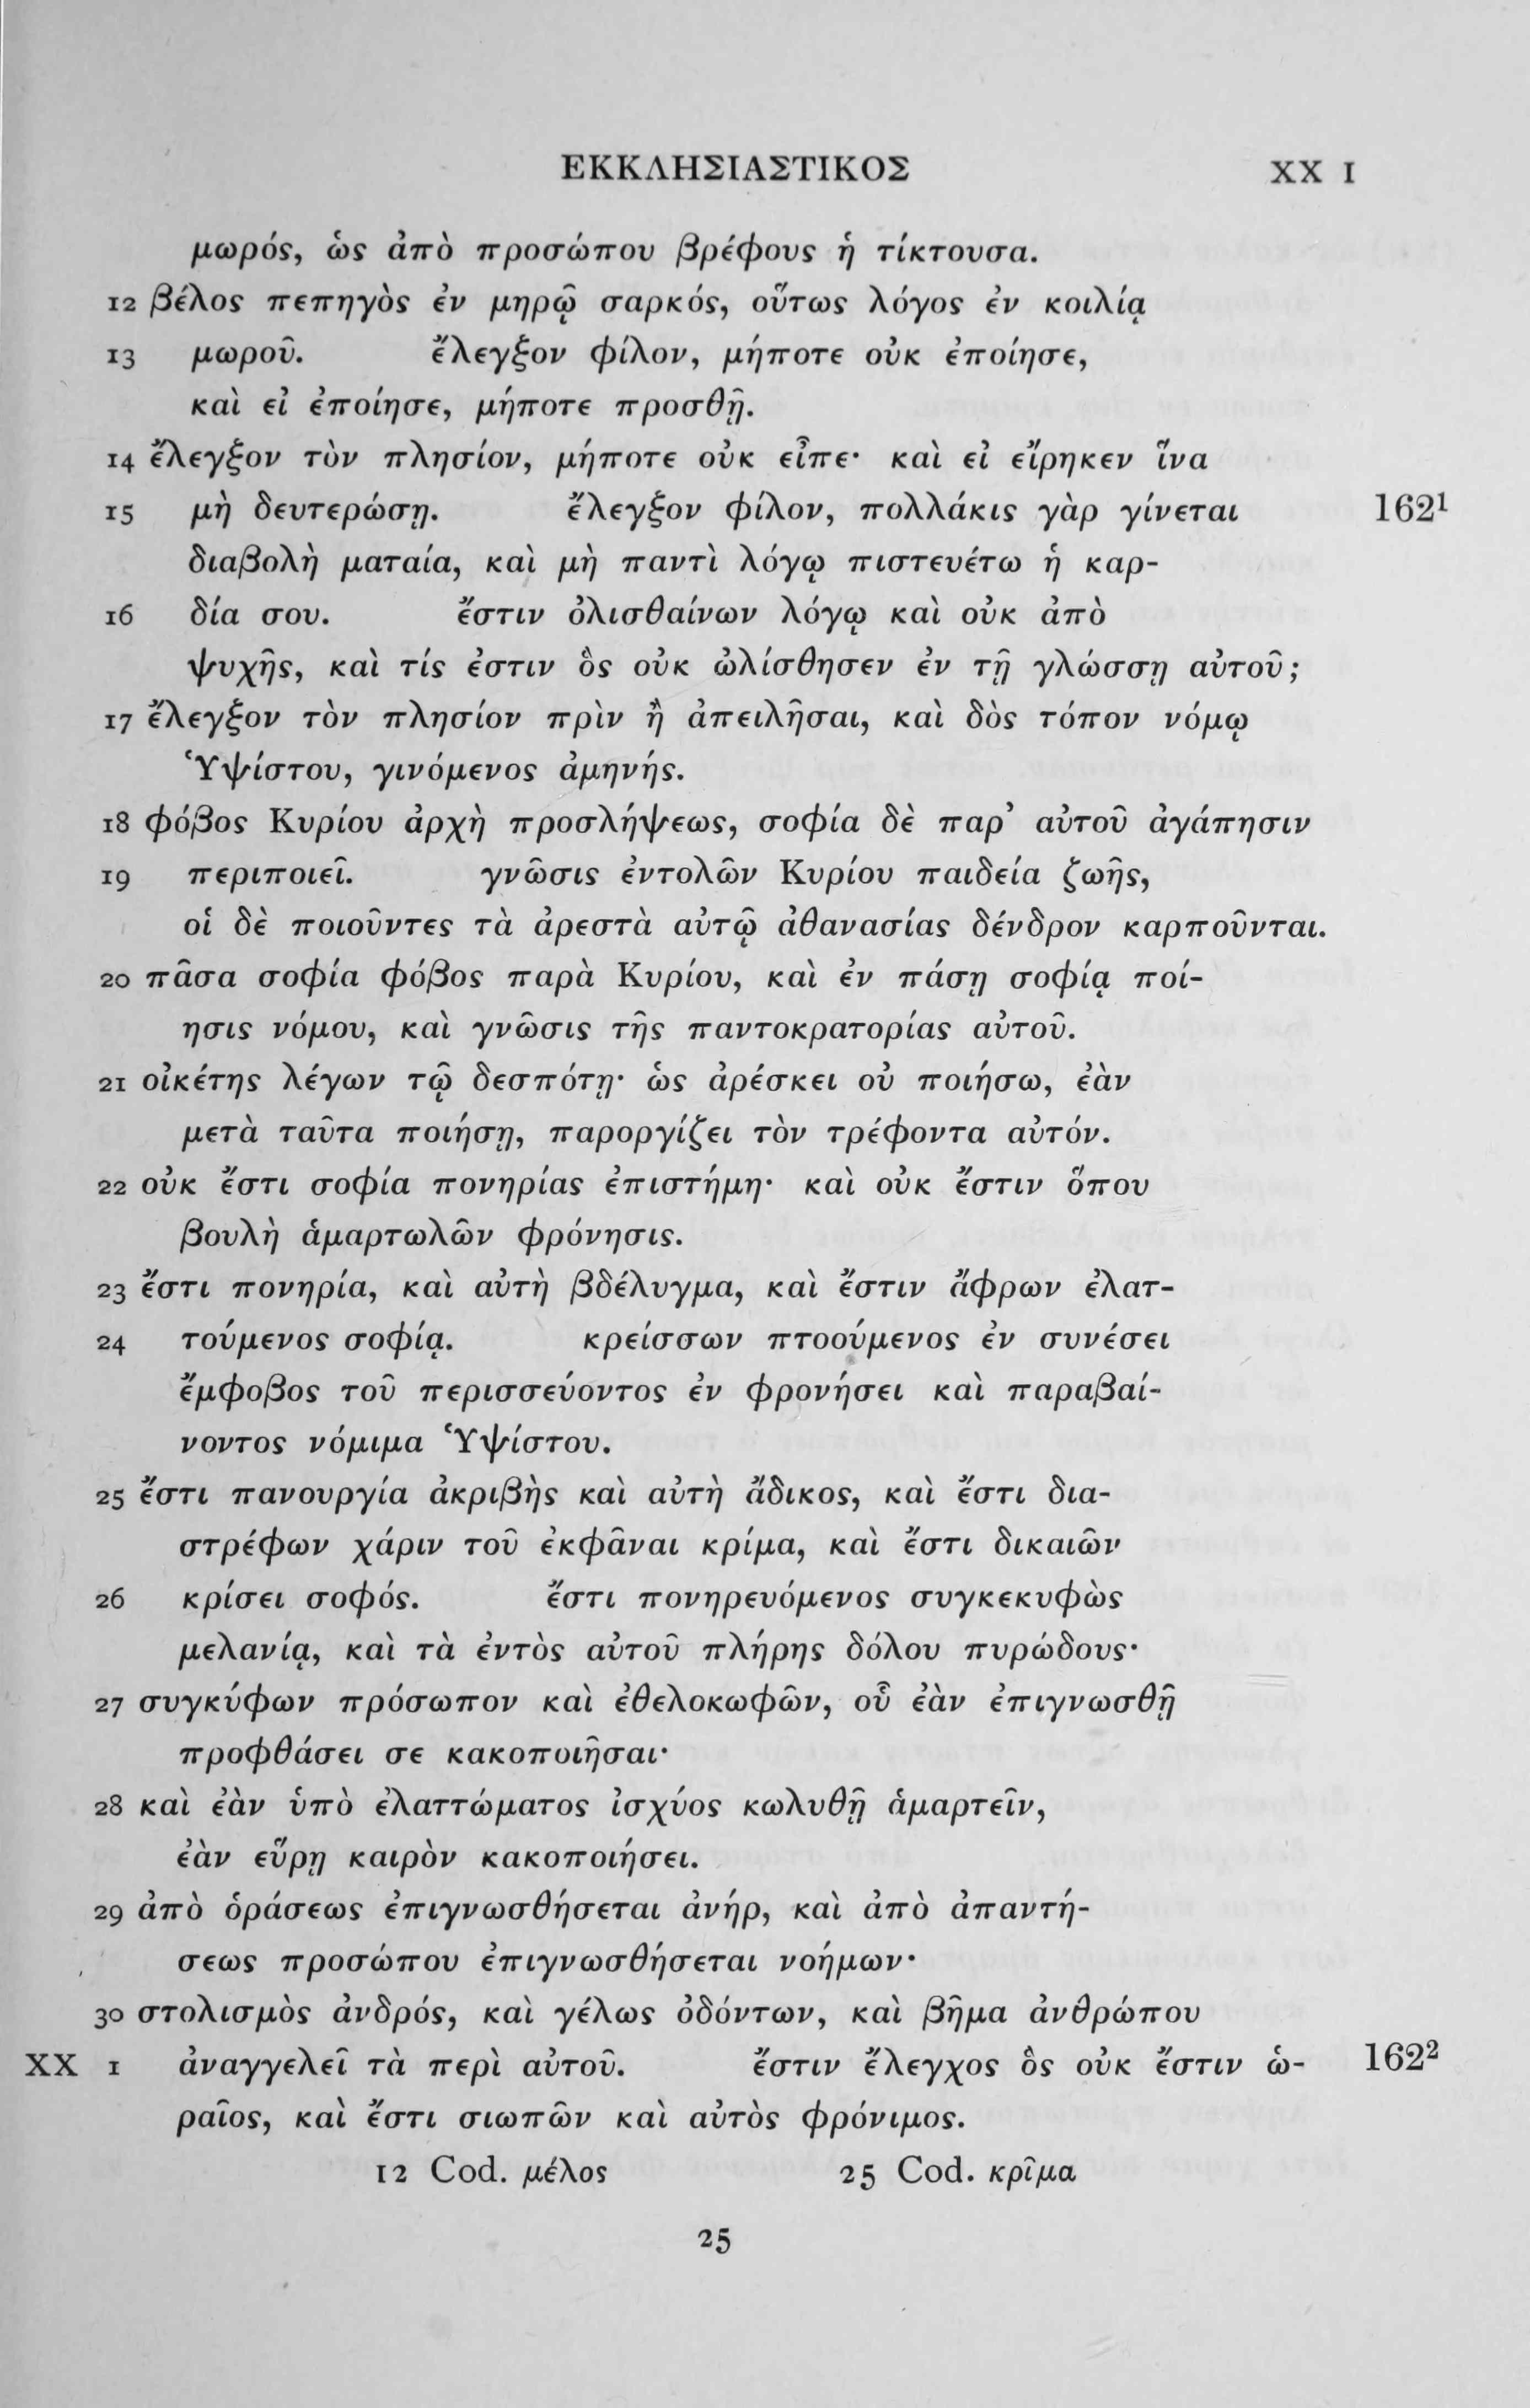 ΕΚΚΛΗΣΙΑΣΤΙΚΟΣ XX 1
μωρός, ὡς ἀπὸ προσώπου βρέφους ἡ τίκτουσα.
12 βέλος πεπηγὸς ἐν μηρῷ σαρκός, οὕτως λόγος ἐν κοιλίᾳ
13 μωροῦ. ἔλεγξον φίλον, μήποτε οὐκ ἐποίησε,
καὶ εἰ ἐποίησε, μήποτε προσθῇ.
14 ἔλεγξον τὸν πλησίον, μήποτε οὐκ εἶπε· καὶ εἰ εἴρηκεν ἵνα
15 μὴ δευτερώσῃ. ἔλεγξον φίλον, πολλάκις γὰρ γίνεται 162¹
διαβολὴ ματαία, καὶ μὴ παντὶ λόγῳ πιστευέτω ἡ καρ-
16 δία σου. ἔστιν ὀλισθαίνων λόγῳ καὶ οὐκ ἀπὸ
ψυχῆς, καὶ τίς ἐστιν ὃς οὐκ ὠλίσθησεν ἐν τῇ γλώσσῃ αὐτοῦ;
17 ἔλεγξον τὸν πλησίον πρὶν ἢ ἀπειλῆσαι, καὶ δὸς τόπον νόμῳ
Ὑψίστου, γινόμενος ἀμηνής.
18 φόβος Κυρίου ἀρχὴ προσλήψεως, σοφία δὲ παρ’ αὐτοῦ ἀγάπησιν
19 περιποιεῖ. γνῶσις ἐντολῶν Κυρίου παιδεία ζωῆς,
οἱ δὲ ποιοῦντες τὰ ἀρεστὰ αὐτῷ ἀθανασίας δένδρον καρποῦνται.
20 πᾶσα σοφία φόβος παρὰ Κυρίου, καὶ ἐν πάσῃ σοφίᾳ ποί-
ησις νόμου, καὶ γνῶσις τῆς παντοκρατορίας αὐτοῦ.
21 οἰκέτης λέγων τῷ δεσπότῃ· ὡς ἀρέσκει οὐ ποιήσω, ἐὰν
μετὰ ταῦτα ποιήσῃ, παροργίζει τὸν τρέφοντα αὐτόν.
22 οὐκ ἔστι σοφία πονηρίας ἐπιστήμη· καὶ οὐκ ἔστιν ὅπου
βουλὴ ἁμαρτωλῶν φρόνησις.
23 ἔστι πονηρία, καὶ αὐτὴ βδέλυγμα, καὶ ἔστιν ἄφρων ἐλατ-
24 τούμενος σοφίᾳ. κρείσσων πτοούμενος ἐν συνέσει
ἔμφοβος τοῦ περισσεύοντος ἐν φρονήσει καὶ παραβαί-
νοντος νόμιμα Ὑψίστου.
25 ἔστι πανουργία ἀκριβὴς καὶ αὐτὴ ἄδικος, καὶ ἔστι δια-
στρέφων χάριν τοῦ ἐκφᾶναι κρίμα, καὶ ἔστι δικαιῶν
26 κρίσει σοφός. ἔστι πονηρευόμενος συγκεκυφὼς
μελανίᾳ, καὶ τὰ ἐντὸς αὐτοῦ πλήρης δόλου πυρώδους·
27 συγκύφων πρόσωπον καὶ ἐθελοκωφῶν, οὗ ἐὰν ἐπιγνωσθῇ
προφθάσει σε κακοποιῆσαι·
28 καὶ ἐὰν ὑπὸ ἐλαττώματος ἰσχύος κωλυθῇ ἁμαρτεῖν,
ἐὰν εὕρῃ καιρὸν κακοποιήσει.
29 ἀπὸ ὁράσεως ἐπιγνωσθήσεται ἀνήρ, καὶ ἀπὸ ἀπαντή-
σεως προσώπου ἐπιγνωσθήσεται νοήμων·
30 στολισμὸς ἀνδρός, καὶ γέλως ὀδόντων, καὶ βῆμα ἀνθρώπου
XX 1 ἀναγγελεῖ τὰ περὶ αὐτοῦ. ἔστιν ἔλεγχος ὃς οὐκ ἔστιν ὡ- 162²
ραῖος, καὶ ἔστι σιωπῶν καὶ αὐτὸς φρόνιμος.
12 Cod. μέλος 25 Cod. κρῖμα
25